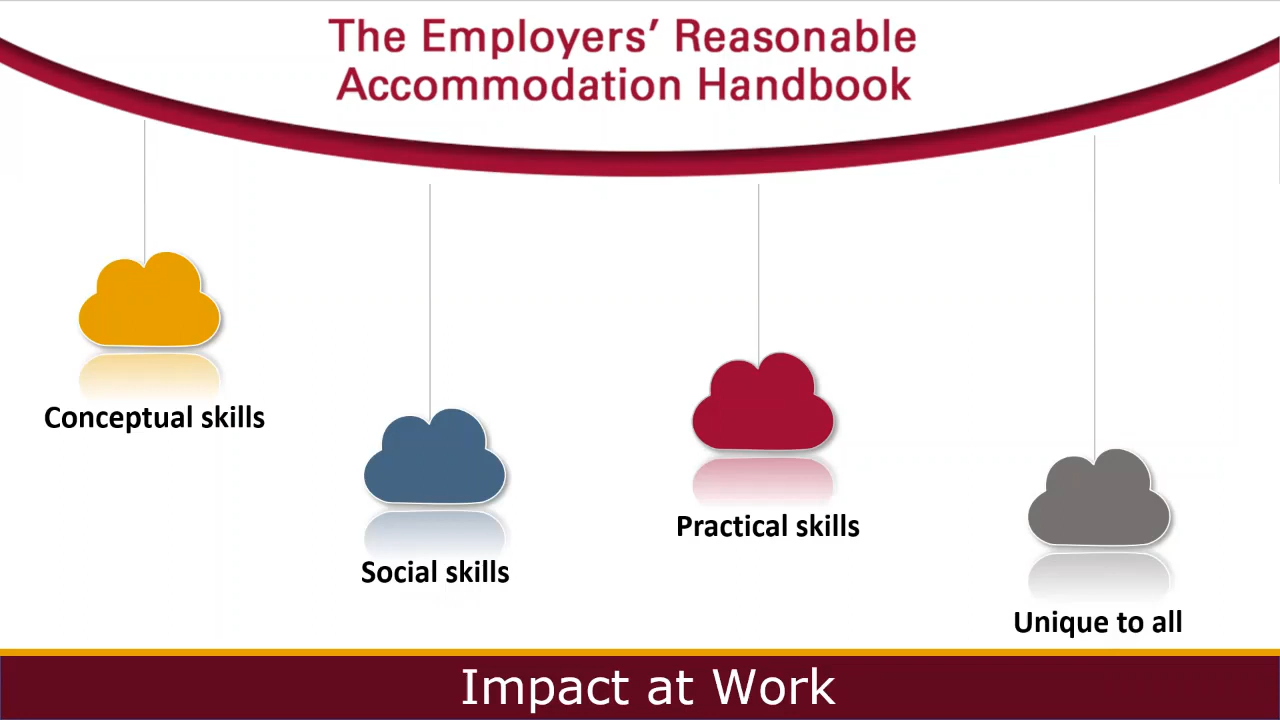 The Employers’ Reasonable
Accommodation Handbook
Conceptual skills
Social skills
Practical skills
Unique to all
Impact at Work